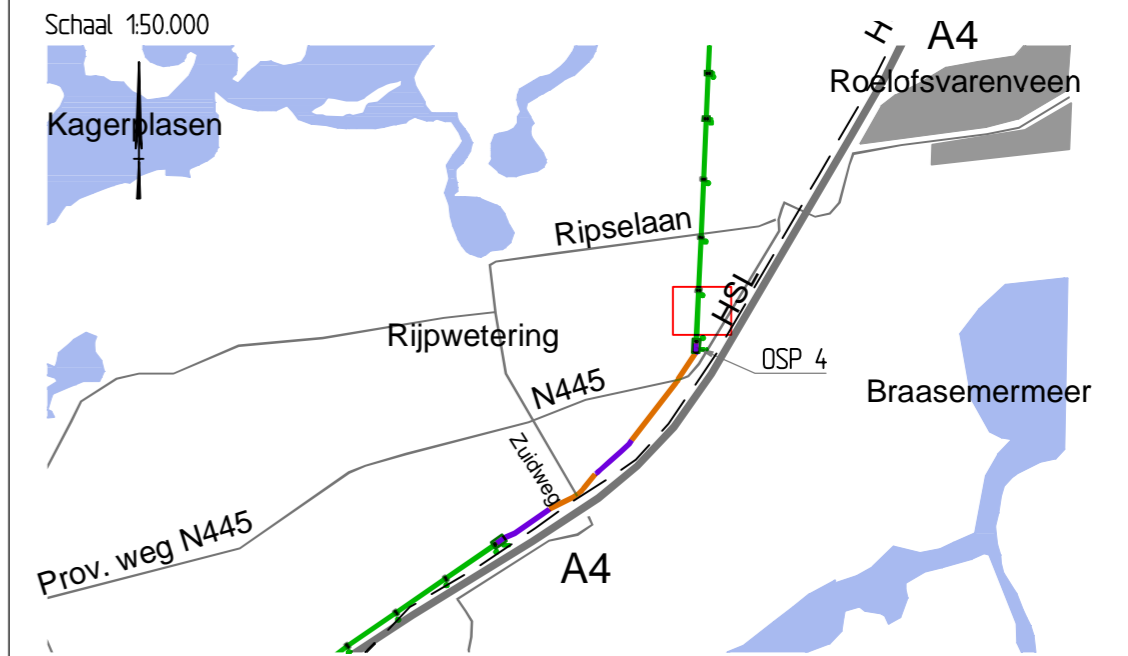 Schaal 1:50.000
H
A4
Roelofsvarenveen
Kagerplasen
Ripselaan
HSL
Rijpwetering
OSP 4
N445
Braasemermeer
Zuidweg
Prov. weg N445
A4